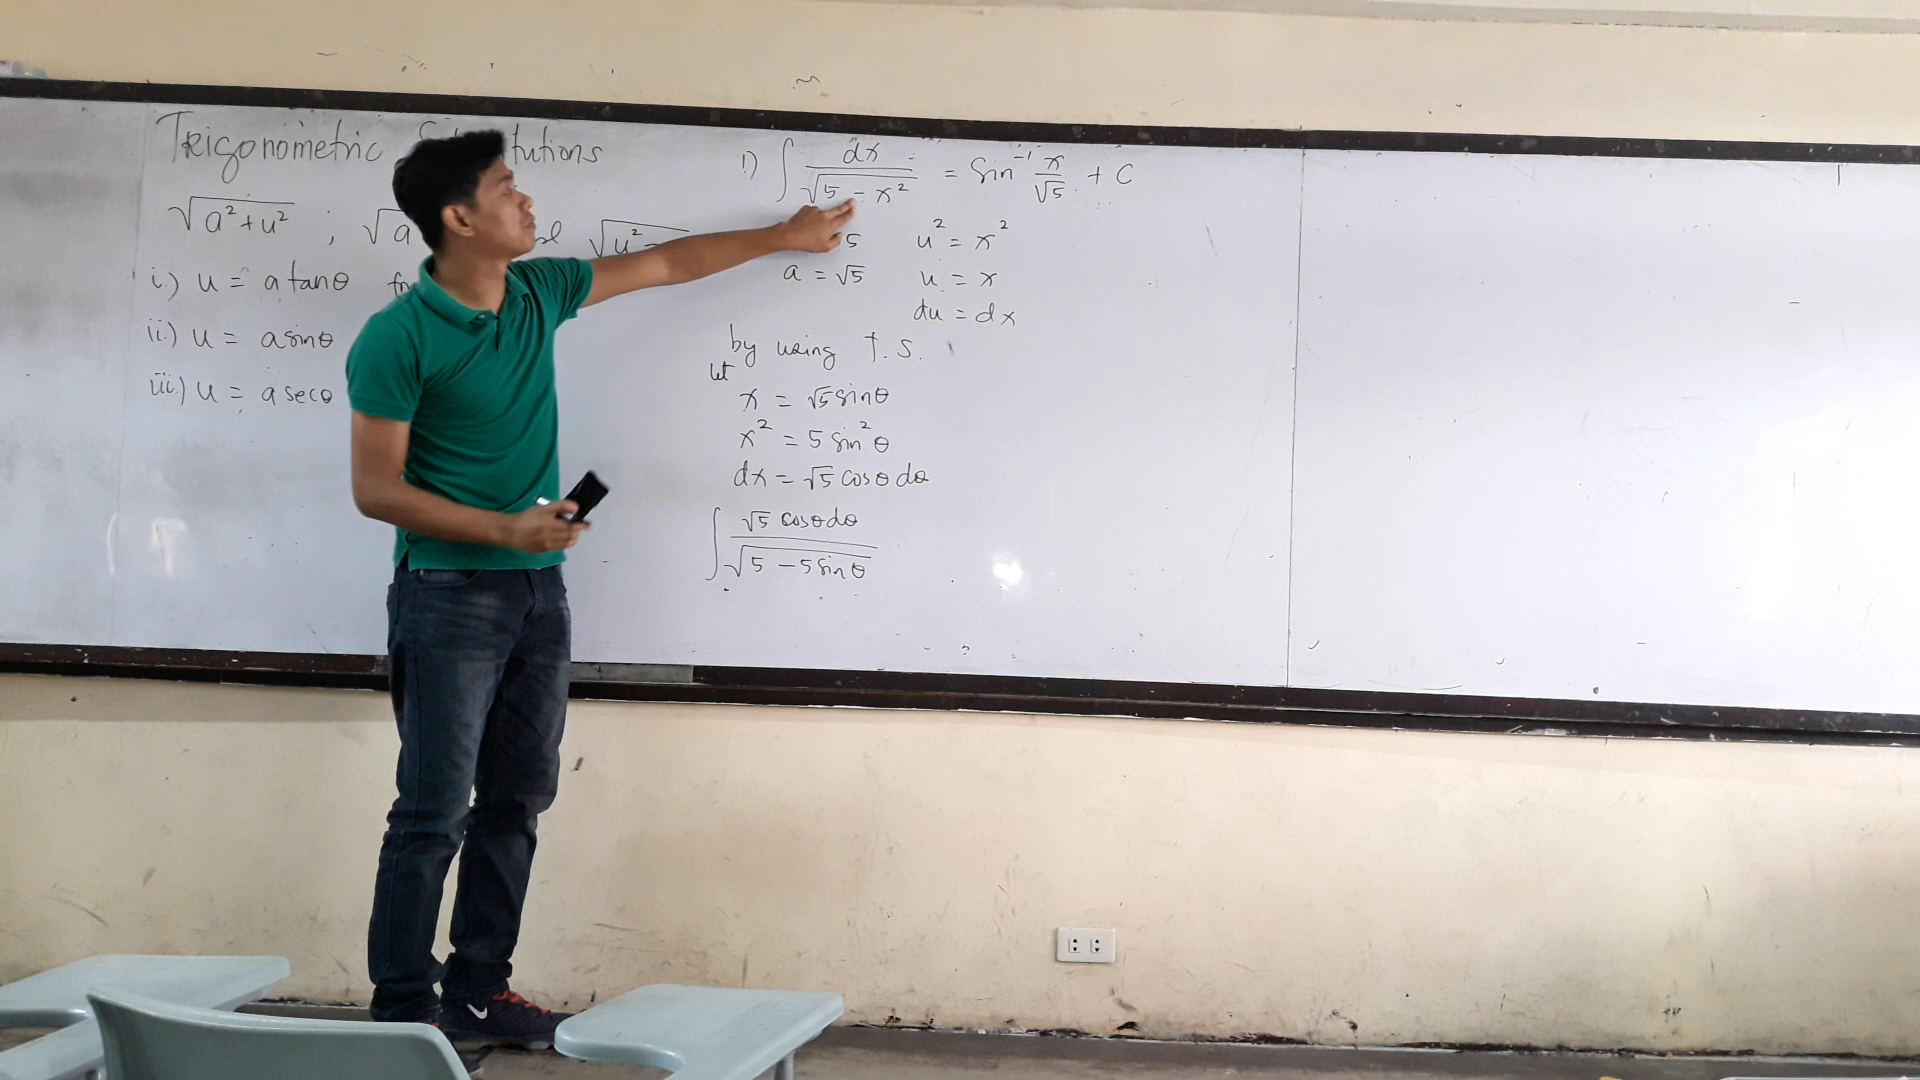 Trigonometric tutions
√(a²+u²) ; √a √u² -
i.) u = a tanθ
ii.) u = a sinθ
iii.) u = a secθ
1.) ∫ dx / √(5 - x²) = Sin⁻¹ x/√5 + C
5 u² = x²
a = √5 u = x
du = dx
by using T.S.
let
x = √5 sinθ
x² = 5 sin²θ
dx = √5 cosθ dθ
∫ √5 cosθ dθ / √(5 - 5 sinθ)